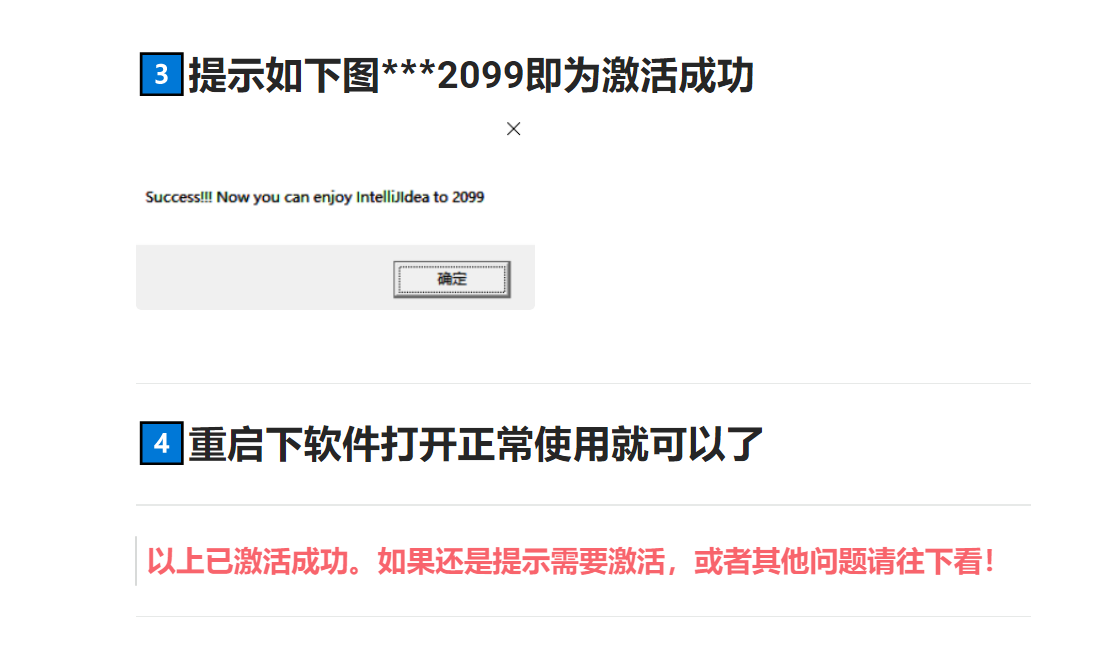 3 提示如下图***2099即为激活成功
Success!!! Now you can enjoy IntelliJIdea to 2099
确定
4 重启下软件打开正常使用就可以了
以上已激活成功。如果还是提示需要激活，或者其他问题请往下看！